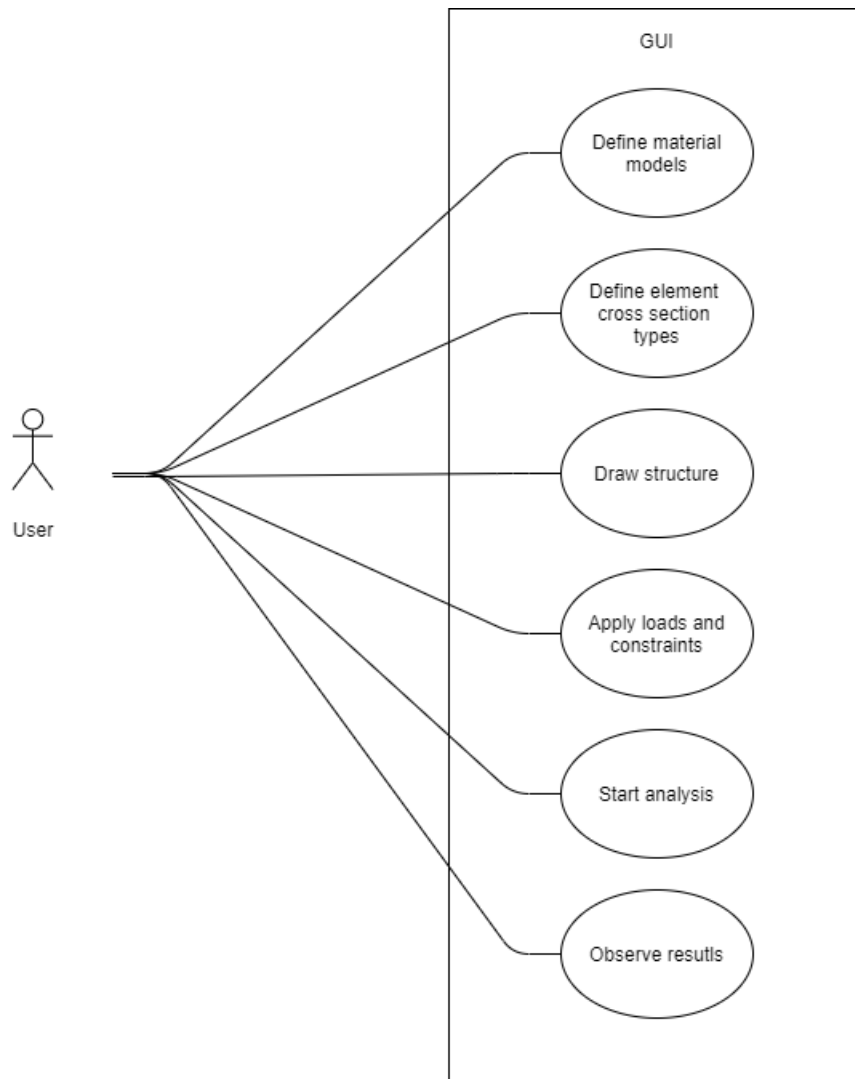 GUI
Define material
models
Define element
cross section
types
Draw structure
User
Apply loads and
constraints
Start analysis
Observe resutls